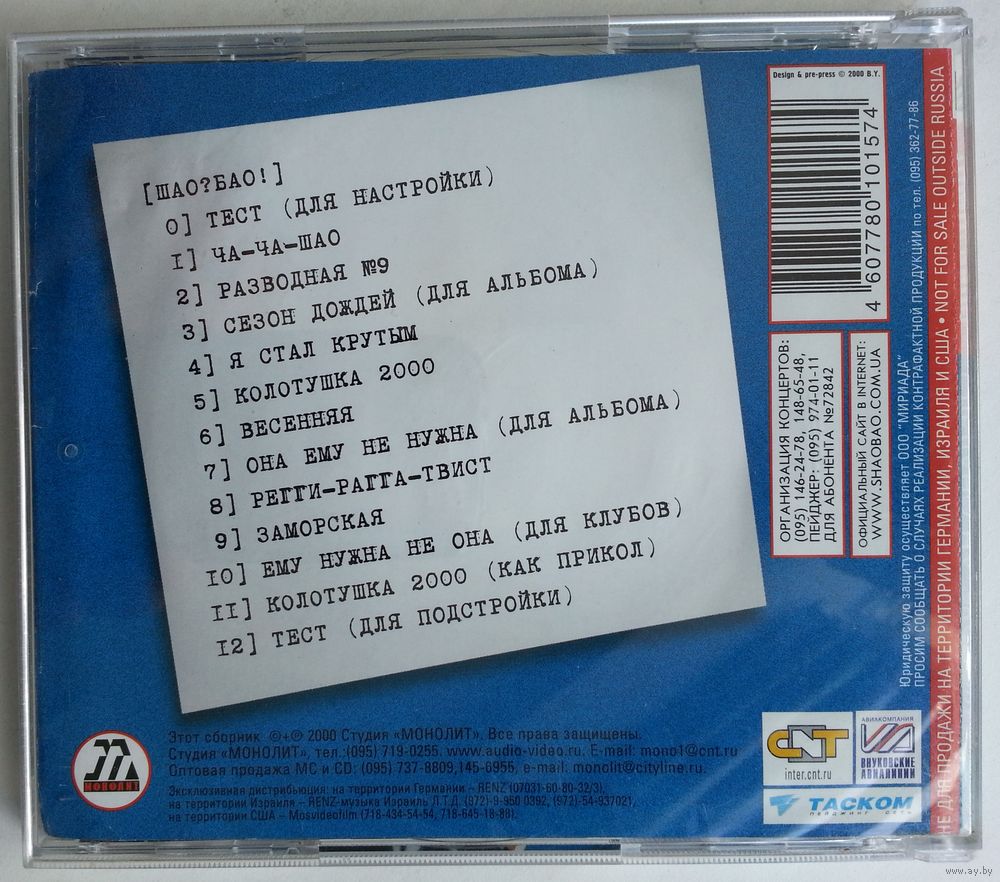 [ШАО?БАО!]
0] ТЕСТ (ДЛЯ НАСТРОЙКИ)
1] ЧА-ЧА-ШАО
2] РАЗВОДНАЯ №9
3] СЕЗОН ДОЖДЕЙ (ДЛЯ АЛЬБОМА)
4] Я СТАЛ КРУТЫМ
5] КОЛОТУШКА 2000
6] ВЕСЕННЯЯ
7] ОНА ЕМУ НЕ НУЖНА (ДЛЯ АЛЬБОМА)
8] РЕГГИ-РАГГА-ТВИСТ
9] ЗАМОРСКАЯ
10] ЕМУ НУЖНА НЕ ОНА (ДЛЯ КЛУБОВ)
11] КОЛОТУШКА 2000 (КАК ПРИКОЛ)
12] ТЕСТ (ДЛЯ ПОДСТРОЙКИ)
Design & pre-press © 2000 B.Y.
4 607780 101574
ОРГАНИЗАЦИЯ КОНЦЕРТОВ:
(095) 146-24-78, 148-65-48,
ПЕЙДЖЕР: (095) 974-01-11
ДЛЯ АБОНЕНТА №72842
ОФИЦИАЛЬНЫЙ САЙТ В INTERNET:
WWW.SHAOBAO.COM.UA
Юридическую защиту осуществляет ООО "МИРИАДА"
ПРОСИМ СООБЩАТЬ О СЛУЧАЯХ РЕАЛИЗАЦИИ КОНТРАФАКТНОЙ ПРОДУКЦИИ по тел. (095) 362-77-86
НЕ ДЛЯ ПРОДАЖИ НА ТЕРРИТОРИИ ГЕРМАНИИ, ИЗРАИЛЯ И США • NOT FOR SALE OUTSIDE RUSSIA
МОНОЛИТ
Этот сборник ©+℗ 2000 Студия «МОНОЛИТ». Все права защищены.
Студия «МОНОЛИТ», тел.:(095) 719-0255. www.audio-video.ru. E-mail: mono1@cnt.ru
Оптовая продажа МС и CD: (095) 737-8809,145-6955, e-mail: monolit@cityline.ru.
Эксклюзивная дистрибьюция: на территории Германии – RENZ (07031-60-80-32/3),
на территории Израиля – RENZ-музыка Израиль Л.Т.Д. (972)-9-950 0392, (972)-54-937021,
на территории США – Mosvideofilm (718-434-54-54, 718-645-18-88).
CNT
inter.cnt.ru
АВИАКОМПАНИЯ
ВНУКОВСКИЕ
АВИАЛИНИИ
ТАСКОМ
ПЕЙДЖИНГ-СЕТЬ
www.ay.by